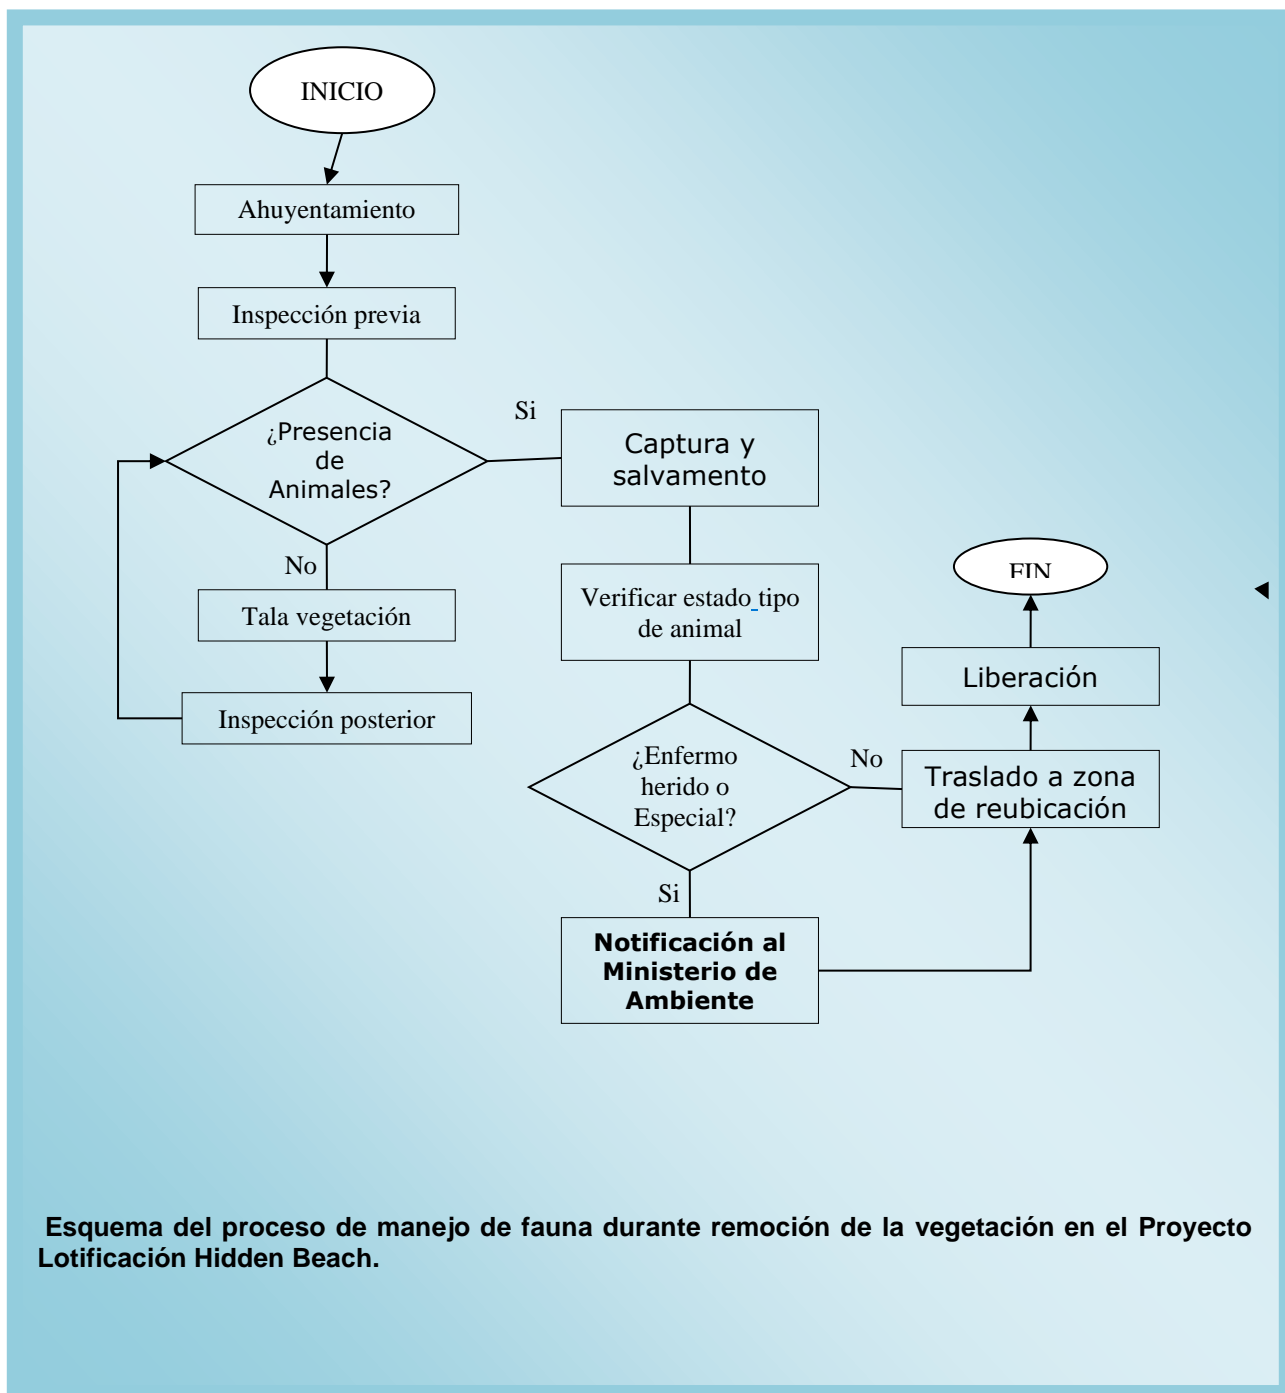 INICIO
Ahuyentamiento
Inspección previa
¿Presencia
de
Animales?
Si
Captura y
salvamento
No
Tala vegetación
Inspección posterior
Verificar estado tipo
de animal
¿Enfermo
herido o
Especial?
No
Si
Notificación al
Ministerio de
Ambiente
Traslado a zona
de reubicación
Liberación
FIN
Esquema del proceso de manejo de fauna durante remoción de la vegetación en el Proyecto
Lotificación Hidden Beach.